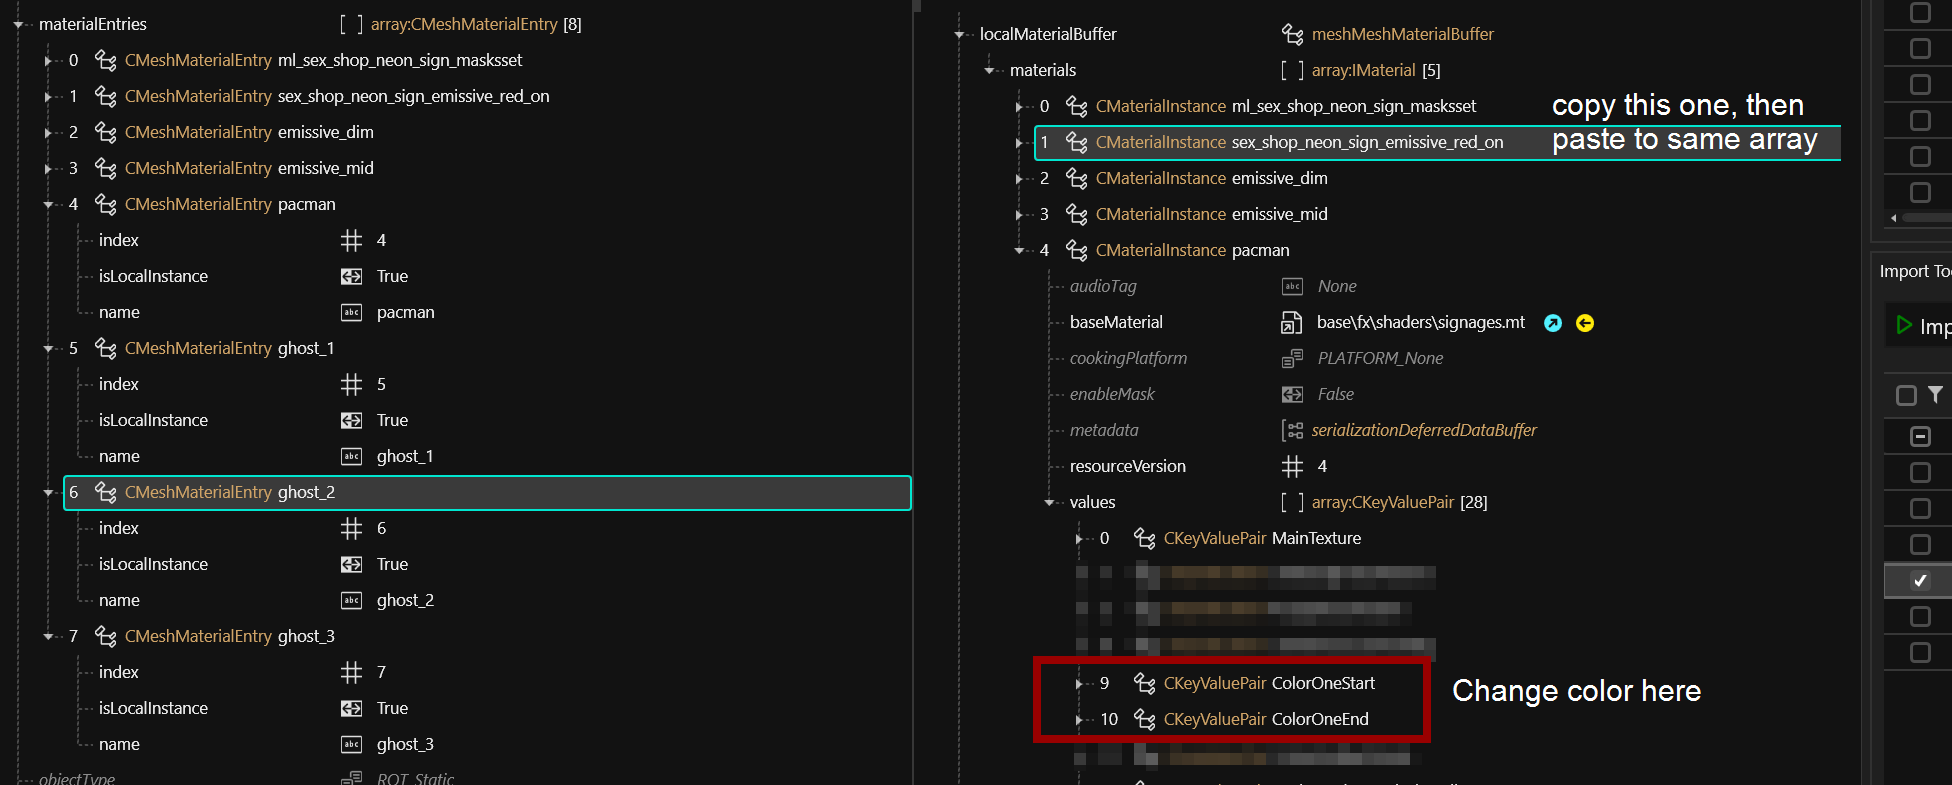 materialEntries array:CMeshMaterialEntry [8]
0 CMeshMaterialEntry ml_sex_shop_neon_sign_masksset
1 CMeshMaterialEntry sex_shop_neon_sign_emissive_red_on
2 CMeshMaterialEntry emissive_dim
3 CMeshMaterialEntry emissive_mid
4 CMeshMaterialEntry pacman
index 4
isLocalInstance True
name abc pacman
5 CMeshMaterialEntry ghost_1
index 5
isLocalInstance True
name abc ghost_1
6 CMeshMaterialEntry ghost_2
index 6
isLocalInstance True
name abc ghost_2
7 CMeshMaterialEntry ghost_3
index 7
isLocalInstance True
name abc ghost_3
objectType ROT_Static
localMaterialBuffer meshMeshMaterialBuffer
materials array:IMaterial [5]
0 CMaterialInstance ml_sex_shop_neon_sign_masksset
1 CMaterialInstance sex_shop_neon_sign_emissive_red_on
copy this one, then
paste to same array
2 CMaterialInstance emissive_dim
3 CMaterialInstance emissive_mid
4 CMaterialInstance pacman
audioTag abc None
baseMaterial base\fx\shaders\signages.mt
cookingPlatform PLATFORM_None
enableMask False
metadata serializationDeferredDataBuffer
resourceVersion 4
values array:CKeyValuePair [28]
0 CKeyValuePair MainTexture
9 CKeyValuePair ColorOneStart
10 CKeyValuePair ColorOneEnd
Change color here
Import Too
Imp